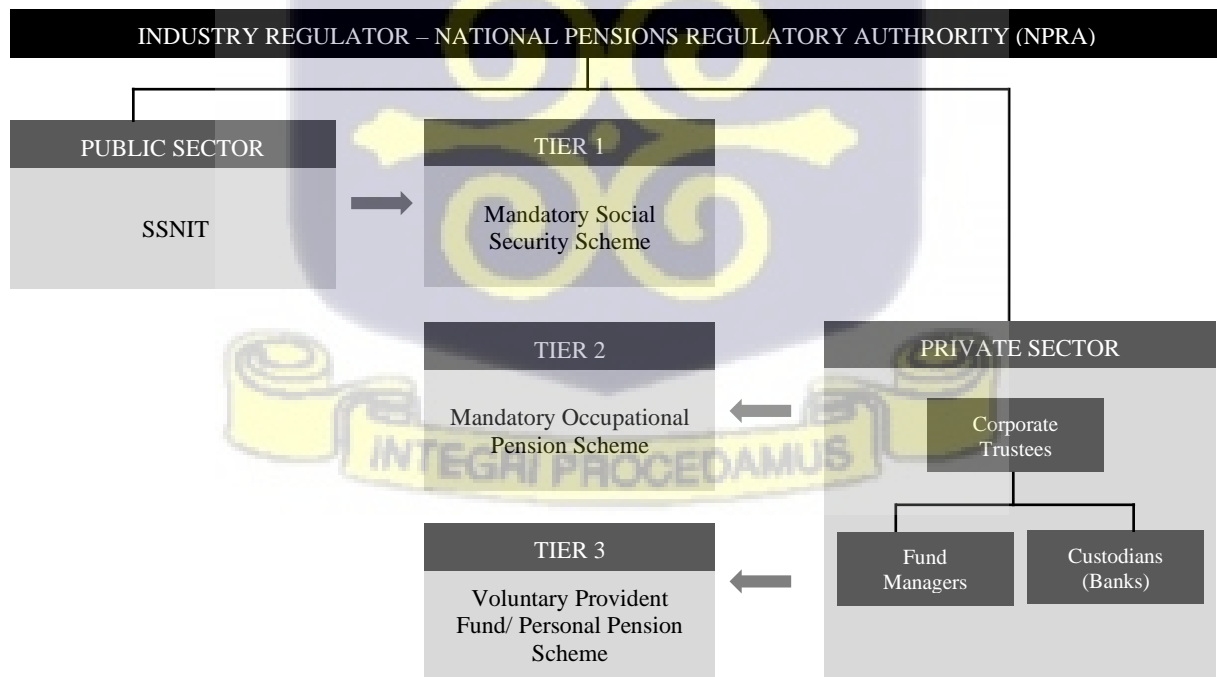 INDUSTRY REGULATOR – NATIONAL PENSIONS REGULATORY AUTHRORITY (NPRA)
PUBLIC SECTOR
SSNIT
TIER 1
Mandatory Social
Security Scheme
TIER 2
Mandatory Occupational
Pension Scheme
TIER 3
Voluntary Provident
Fund/ Personal Pension
Scheme
PRIVATE SECTOR
Corporate
Trustees
Fund
Managers
Custodians
(Banks)
INTEGRI PROCEDAMUS